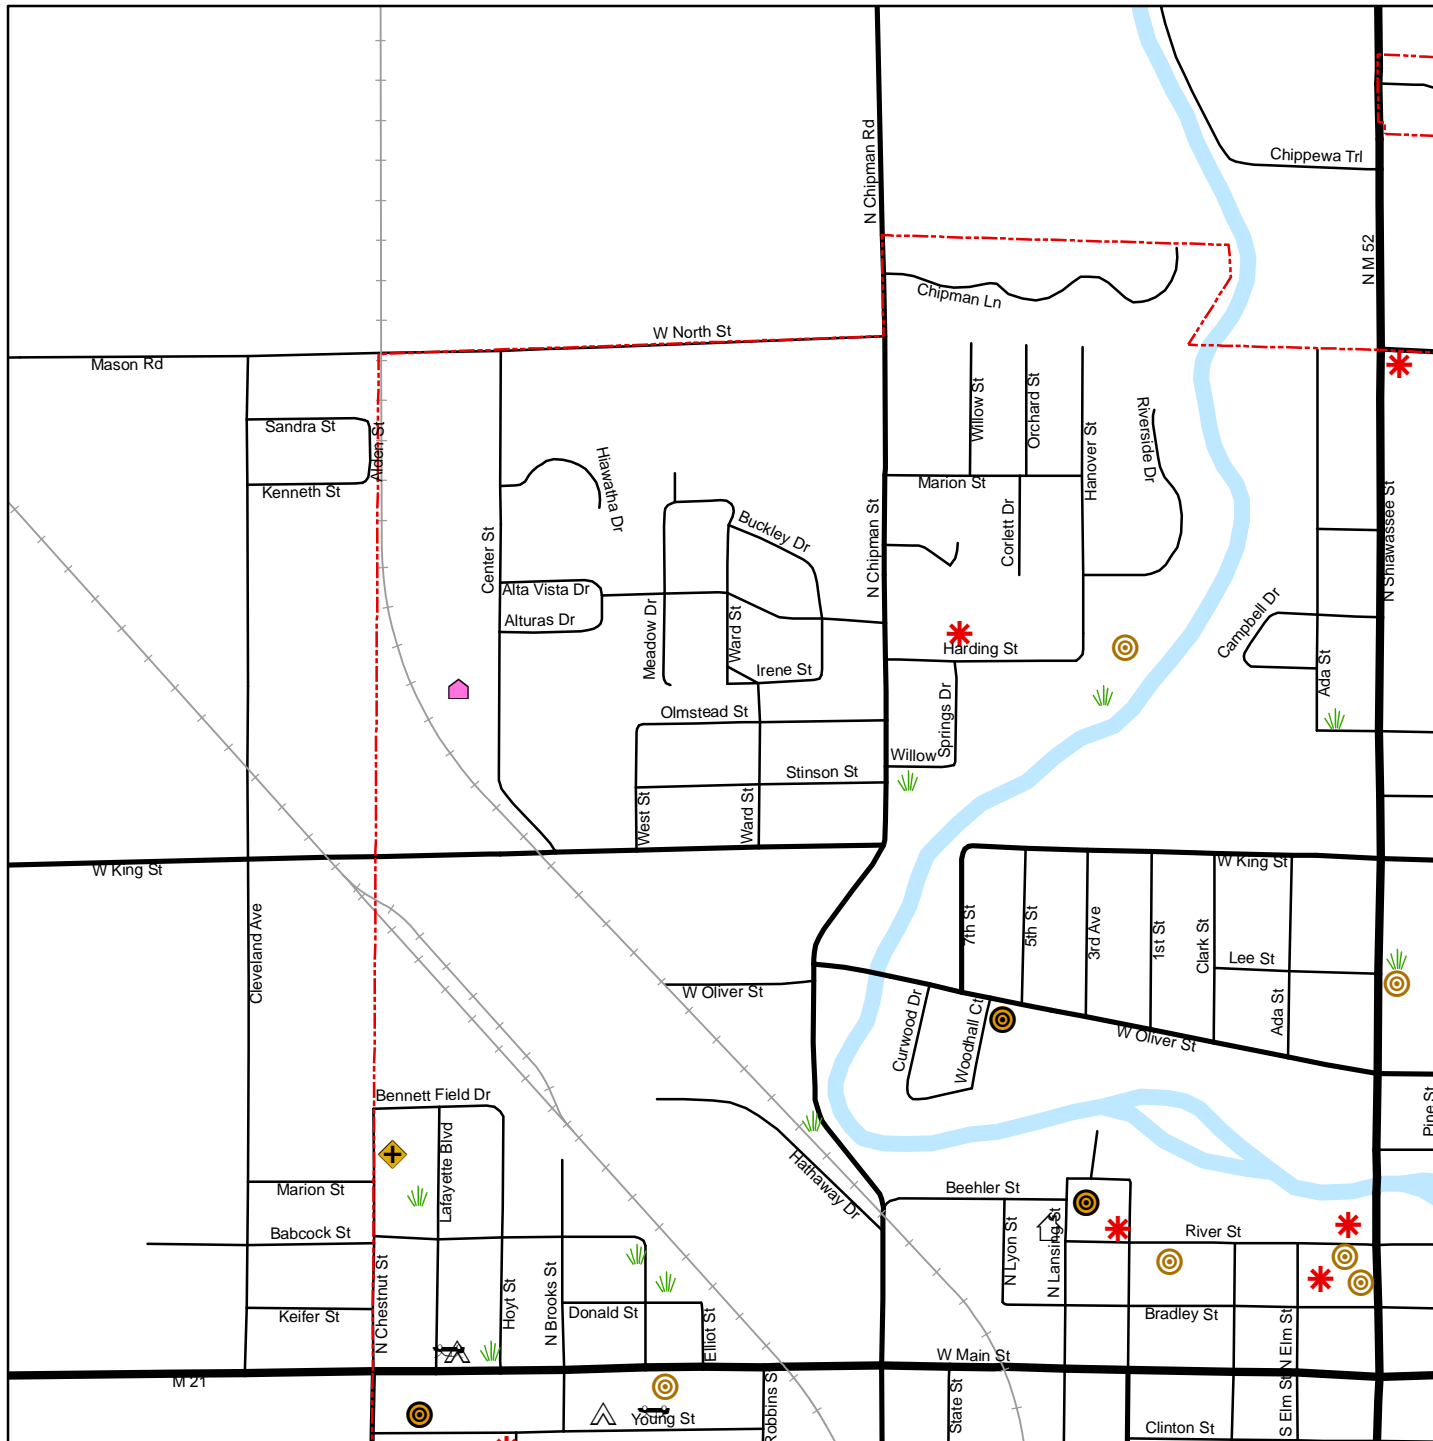 N Chipman Rd
Chippewa Trl
N M 52
Chipman Ln
W North St
Mason Rd
Willow St
Orchard St
Riverside Dr
Sandra St
Alden St
Hanover St
Hiawatha Dr
Kenneth St
Marion St
Buckley Dr
N Chipman St
Corlett Dr
N Shiawassee St
Center St
Alta Vista Dr
Alturas Dr
Meadow Dr
Ward St
Campbell Dr
Harding St
Irene St
Ada St
Olmstead St
Springs Dr
Willow
Stinson St
West St
Ward St
W King St
W King St
Cleveland Ave
7th St
5th St
3rd Ave
1st St
Clark St
Lee St
W Oliver St
Curwood Dr
Woodhall Ct
Ada St
W Oliver St
Bennett Field Dr
Pine St
Lafayette Blvd
Hathaway Dr
Marion St
Beehler St
Babcock St
N Lyon St
N Lansing St
River St
N Chestnut St
Hoyt St
N Brooks St
Keifer St
Donald St
Elliot St
Bradley St
N Elm St
W Main St
M 21
Robbins S
State St
S Elm St
Young St
Clinton St